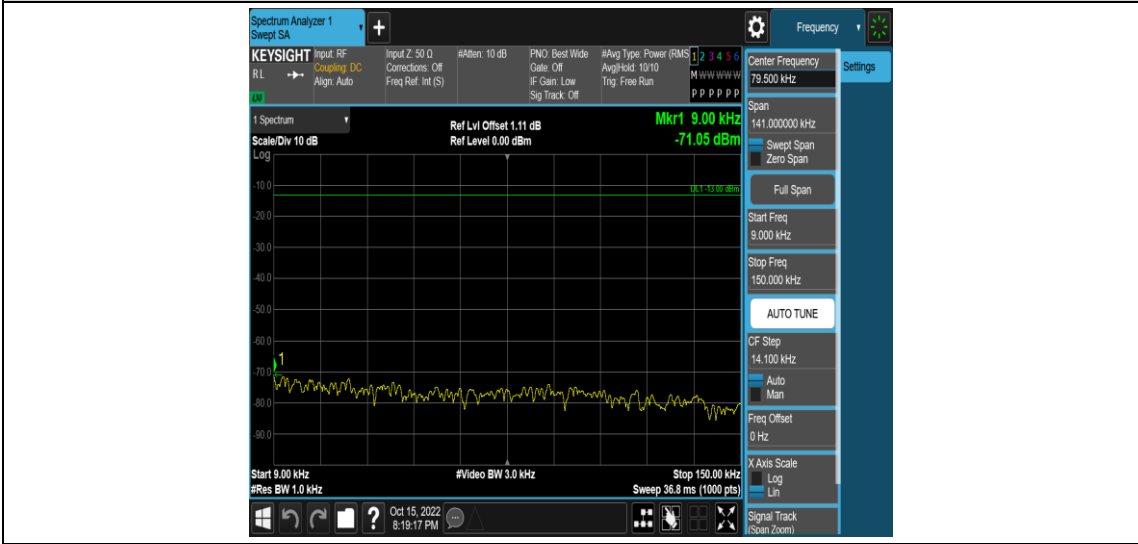 Spectrum Analyzer 1
Swept SA
+
Frequency
KEYSIGHT
RL
Input: RF
Coupling: DC
Align: Auto
Input Z: 50 Ω
Corrections: Off
Freq Ref: Int (S)
#Atten: 10 dB
PNO: Best Wide
Gate: Off
IF Gain: Low
Sig Track: Off
#Avg Type: Power (RMS
Avg|Hold: 10/10
Trig: Free Run
1 2 3 4 5 6
M W W W W W
P P P P P P
1 Spectrum
Scale/Div 10 dB
Log
Ref Lvl Offset 1.11 dB
Ref Level 0.00 dBm
Mkr1 9.00 kHz
-71.05 dBm
DL1 -13.00 dBm
-10.0
-20.0
-30.0
-40.0
-50.0
-60.0
1
-70.0
-80.0
-90.0
Start 9.00 kHz
#Res BW 1.0 kHz
#Video BW 3.0 kHz
Stop 150.00 kHz
Sweep 36.8 ms (1000 pts)
?
Oct 15, 2022
8:19:17 PM
Center Frequency
79.500 kHz
Settings
Span
141.000000 kHz
Swept Span
Zero Span
Full Span
Start Freq
9.000 kHz
Stop Freq
150.000 kHz
AUTO TUNE
CF Step
14.100 kHz
Auto
Man
Freq Offset
0 Hz
X Axis Scale
Log
Lin
Signal Track
(Span Zoom)